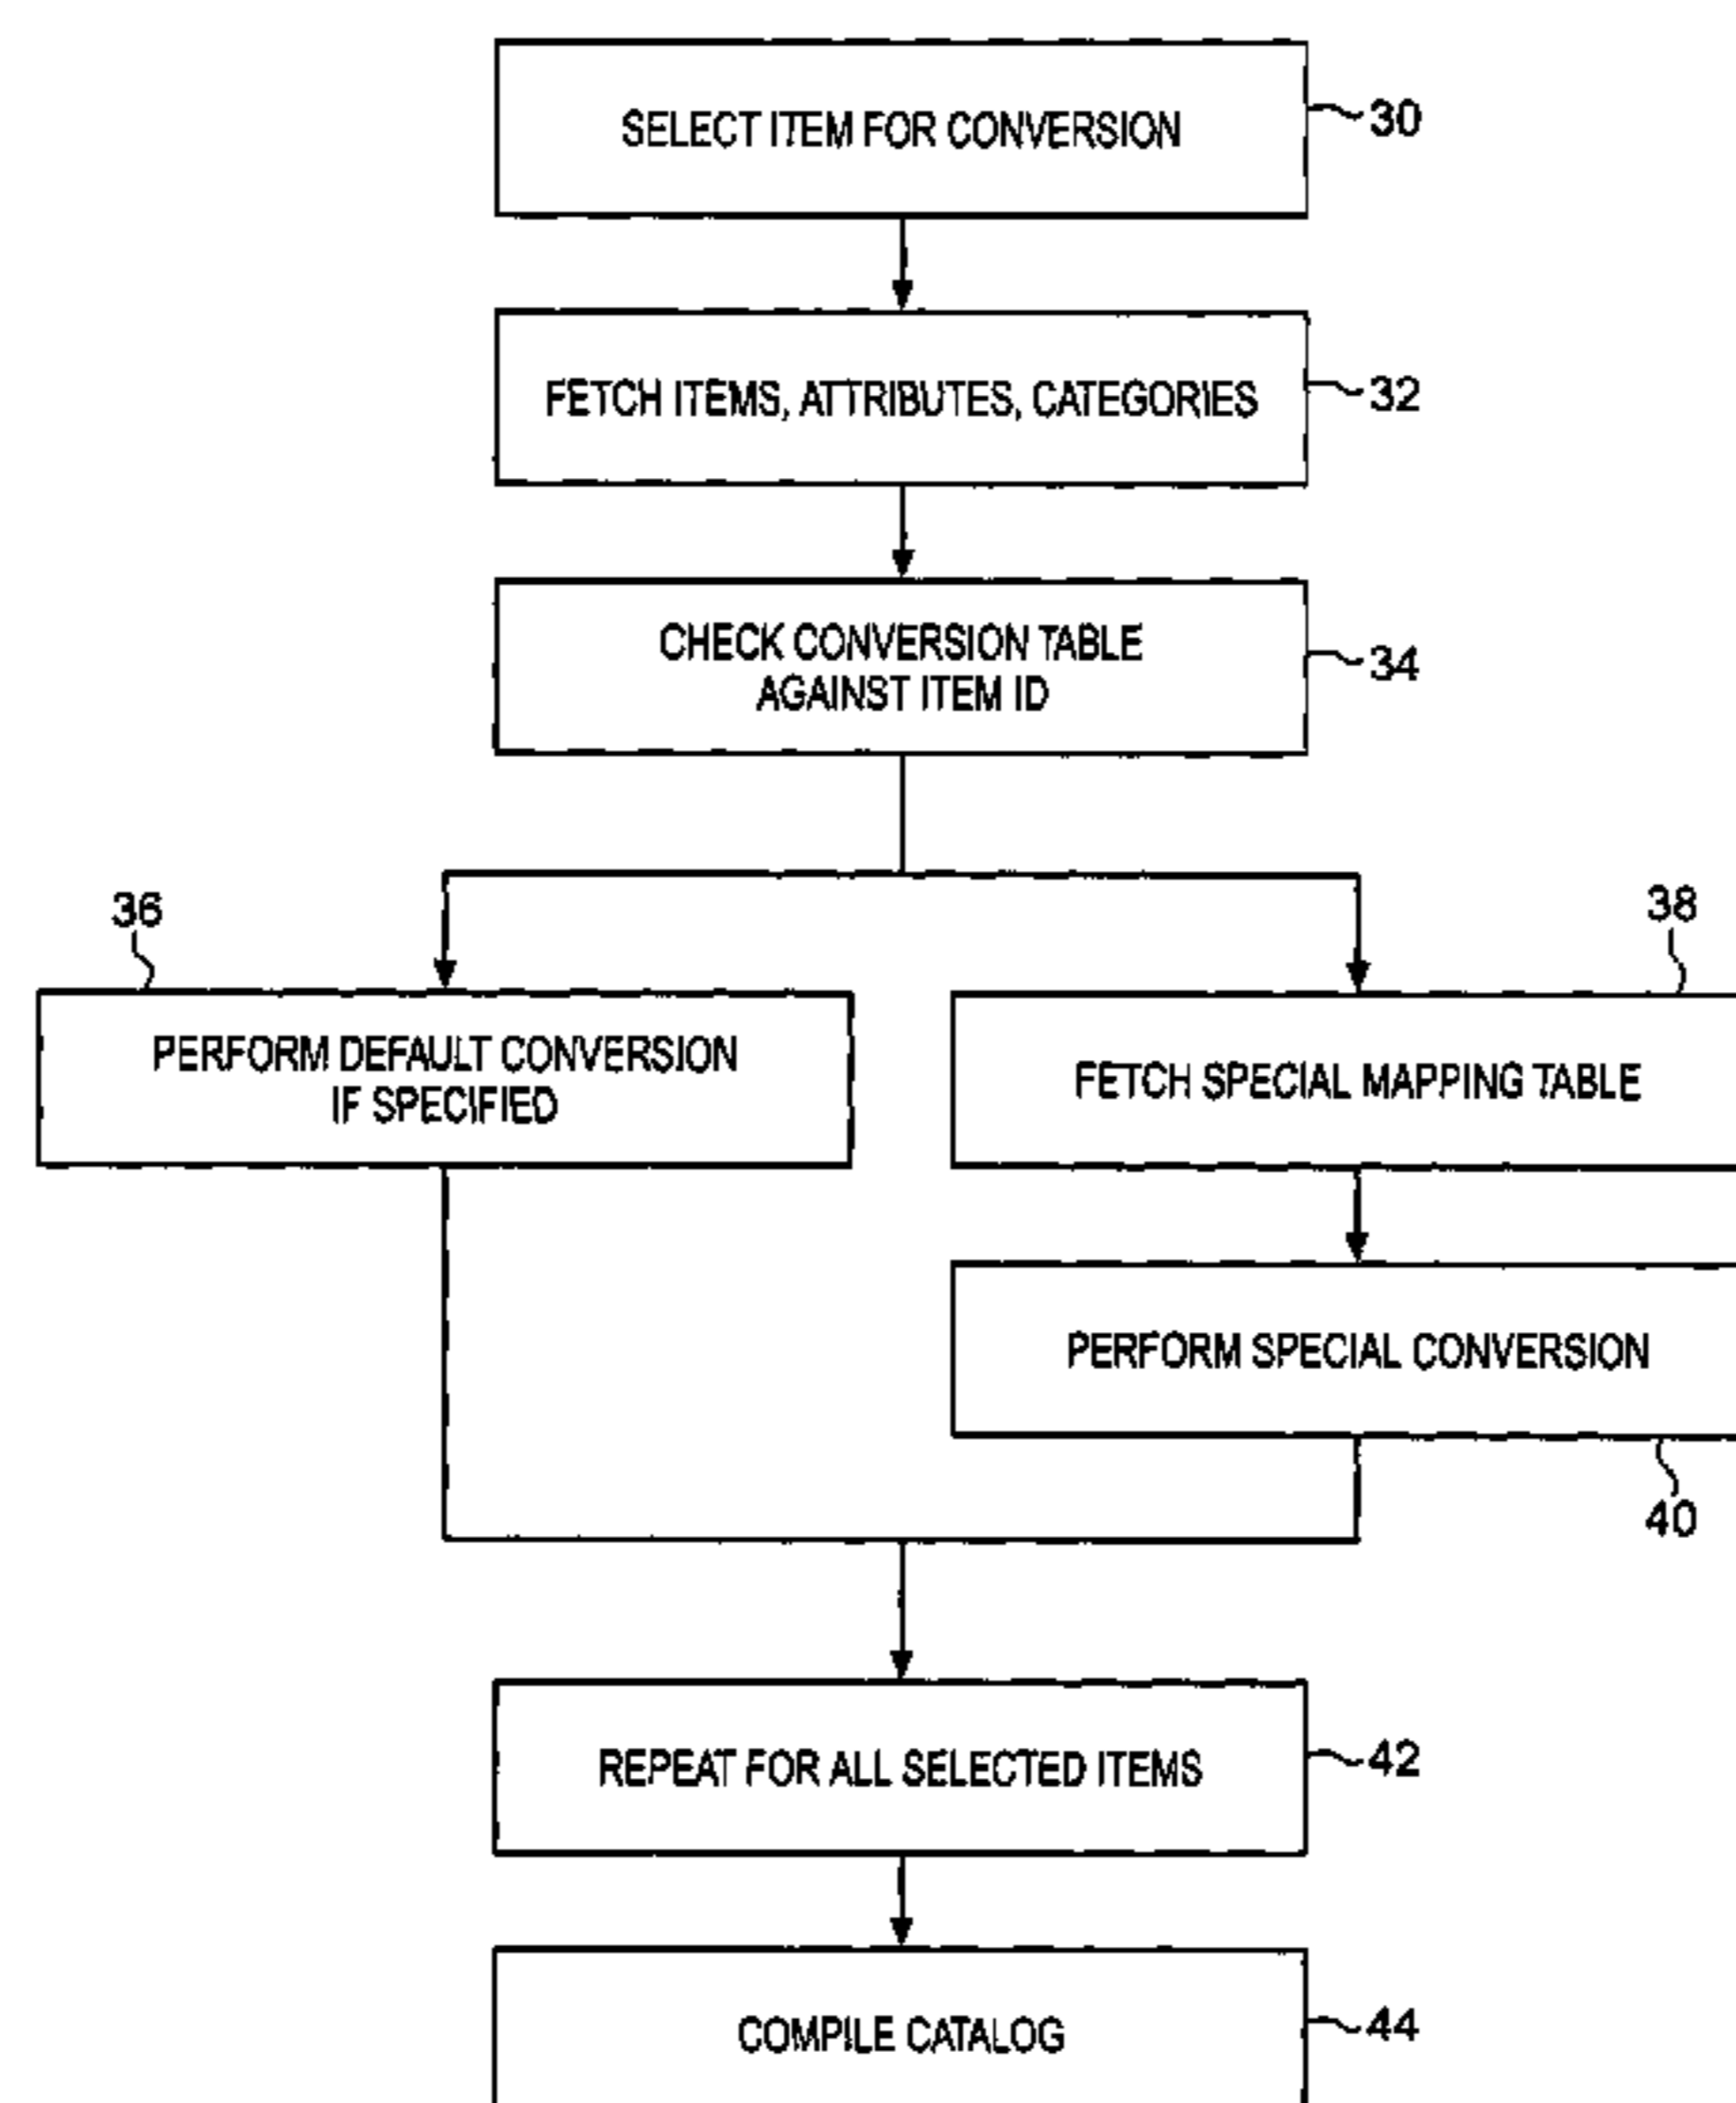 SELECT ITEM FOR CONVERSION
30
FETCH ITEMS, ATTRIBUTES, CATEGORIES
32
CHECK CONVERSION TABLE
AGAINST ITEM ID
34
36
38
PERFORM DEFAULT CONVERSION
IF SPECIFIED
FETCH SPECIAL MAPPING TABLE
PERFORM SPECIAL CONVERSION
40
REPEAT FOR ALL SELECTED ITEMS
42
COMPILE CATALOG
44